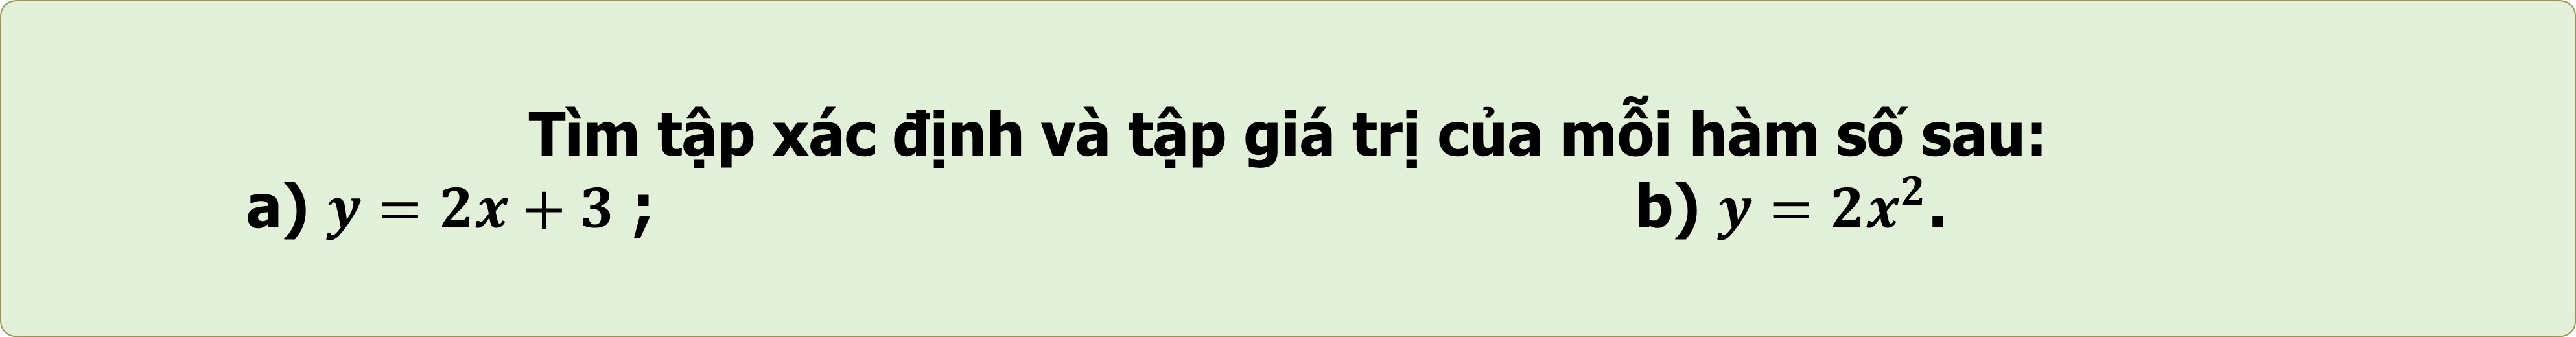 Tìm tập xác định và tập giá trị của mỗi hàm số sau:
a) y = 2x + 3 ; b) y = 2x².